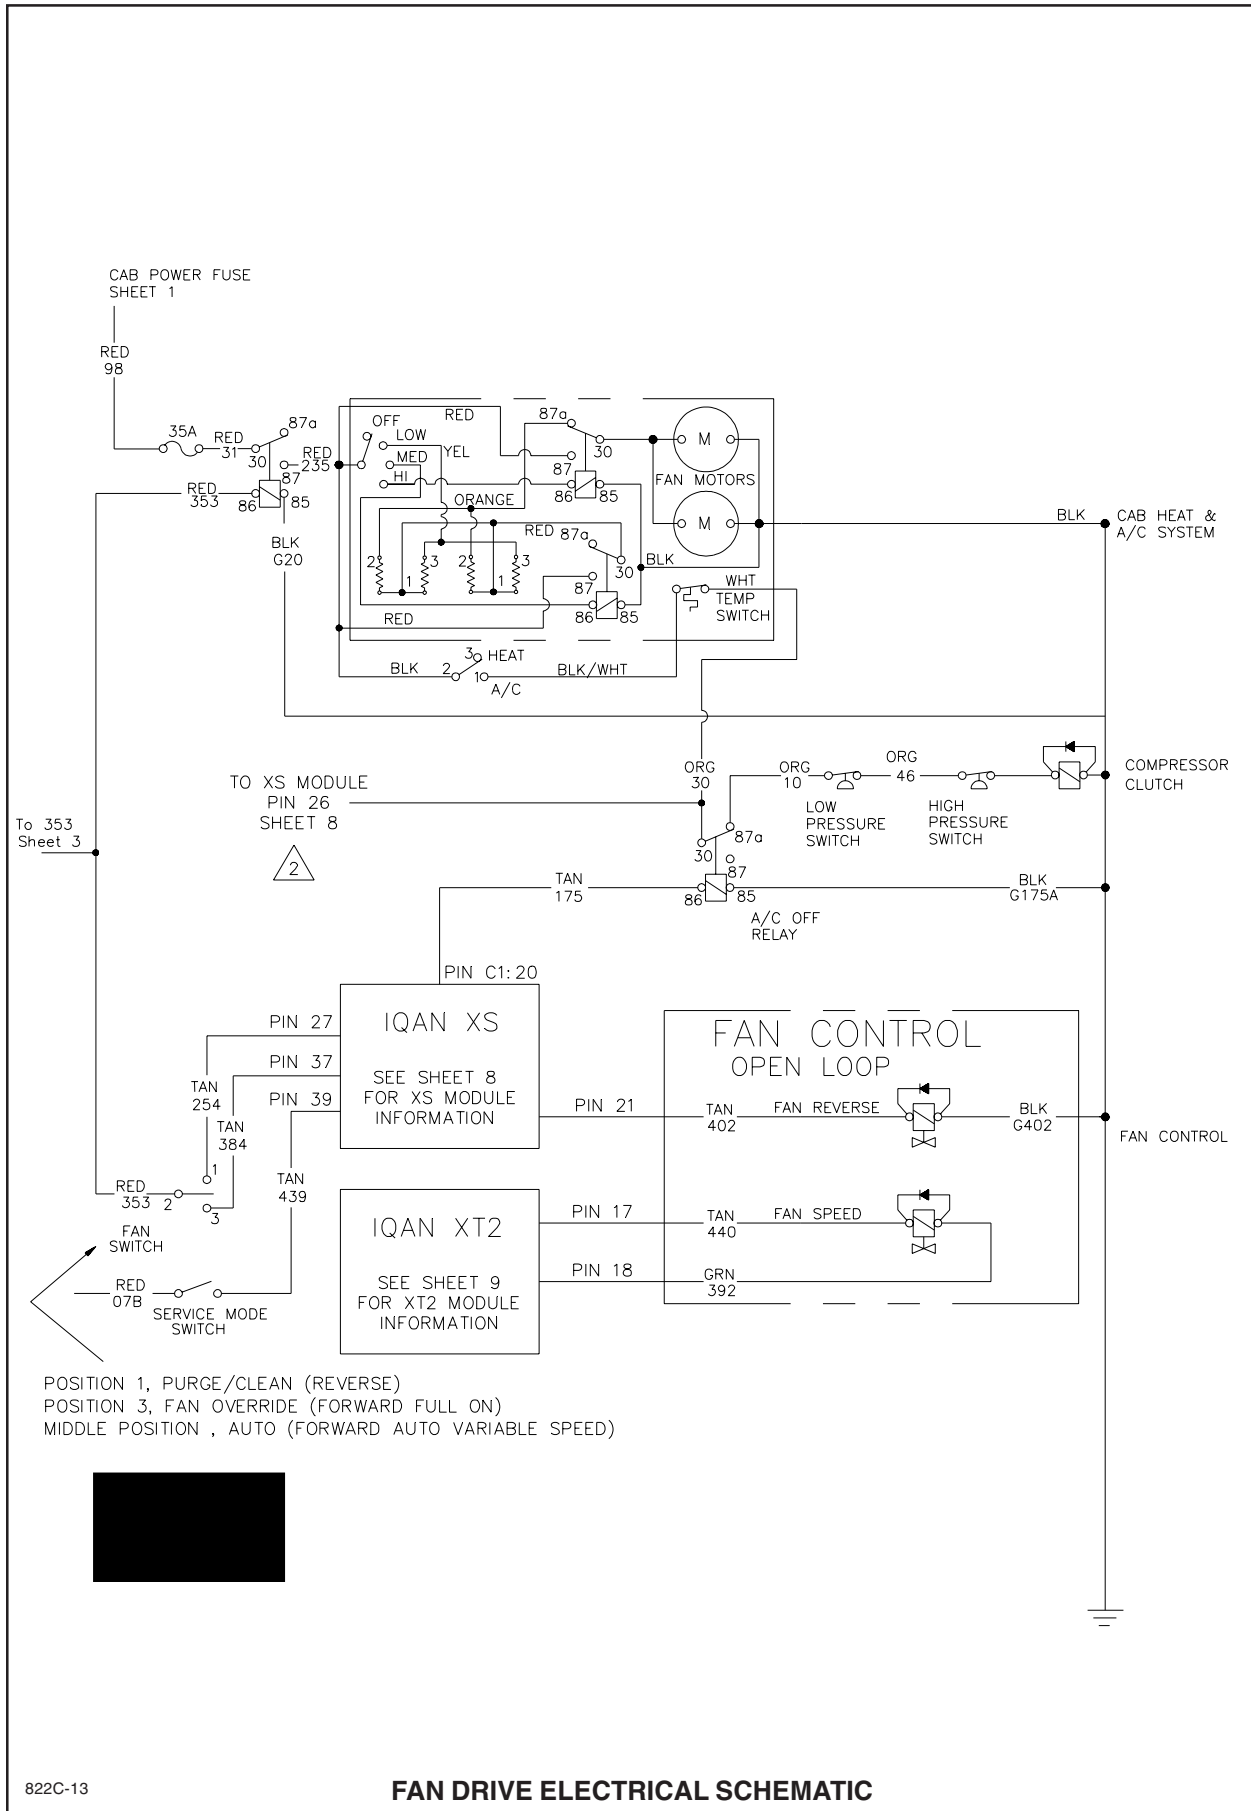 CAB POWER FUSE
SHEET 1
RED
98
35A
RED
31
87a
30
87
RED
235
RED
353
86
85
BLK
G20
OFF
LOW
MED
HI
YEL
RED
ORANGE
87a
30
87
86
85
M
FAN MOTORS
M
RED
87a
30
87
86
85
BLK
2
1
3
2
1
3
RED
WHT
TEMP
SWITCH
BLK
CAB HEAT &
A/C SYSTEM
BLK
2
3
HEAT
1
A/C
BLK/WHT
TO XS MODULE
PIN 26
SHEET 8
2
To 353
Sheet 3
ORG
30
ORG
10
ORG
46
LOW
PRESSURE
SWITCH
HIGH
PRESSURE
SWITCH
COMPRESSOR
CLUTCH
87a
30
87
86
85
TAN
175
BLK
G175A
A/C OFF
RELAY
PIN C1:20
IQAN XS
SEE SHEET 8
FOR XS MODULE
INFORMATION
PIN 27
PIN 37
PIN 39
TAN
254
TAN
384
TAN
439
PIN 21
FAN CONTROL
OPEN LOOP
TAN
402
FAN REVERSE
BLK
G402
FAN CONTROL
RED
353
2
1
3
FAN
SWITCH
IQAN XT2
SEE SHEET 9
FOR XT2 MODULE
INFORMATION
PIN 17
PIN 18
TAN
440
FAN SPEED
GRN
392
RED
07B
SERVICE MODE
SWITCH
POSITION 1, PURGE/CLEAN (REVERSE)
POSITION 3, FAN OVERRIDE (FORWARD FULL ON)
MIDDLE POSITION , AUTO (FORWARD AUTO VARIABLE SPEED)
822C-13
FAN DRIVE ELECTRICAL SCHEMATIC